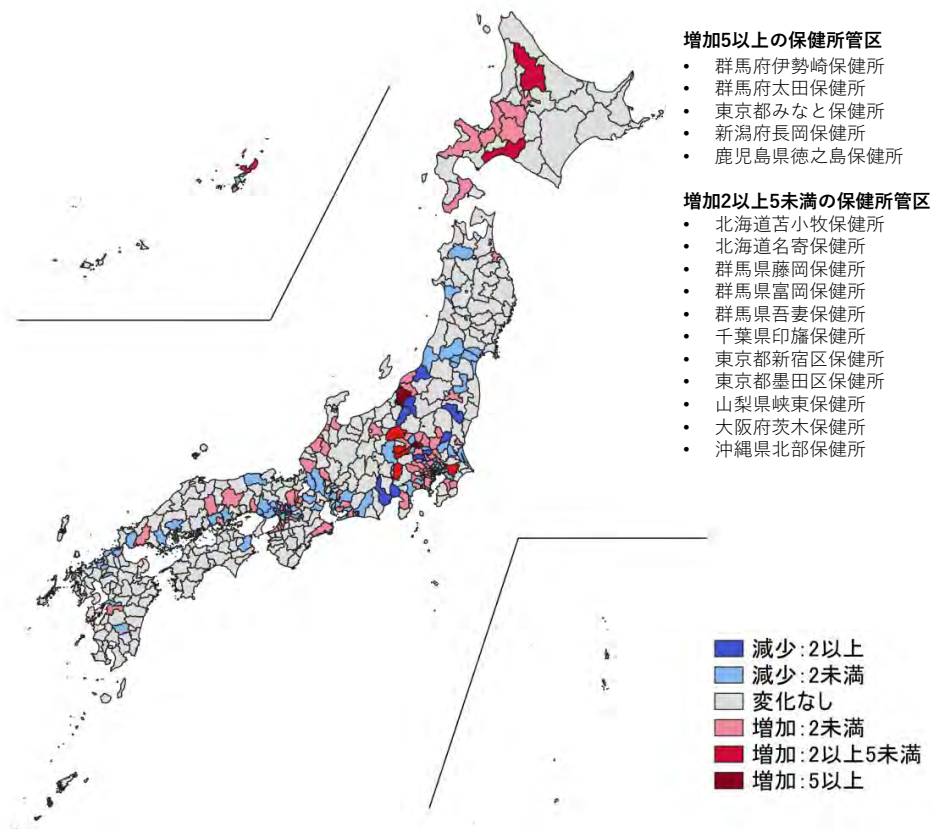 増加5以上の保健所管区
• 群馬府伊勢崎保健所
• 群馬府太田保健所
• 東京都みなと保健所
• 新潟府長岡保健所
• 鹿児島県徳之島保健所
増加2以上5未満の保健所管区
• 北海道苫小牧保健所
• 北海道名寄保健所
• 群馬県藤岡保健所
• 群馬県富岡保健所
• 群馬県吾妻保健所
• 千葉県印旛保健所
• 東京都新宿区保健所
• 東京都墨田区保健所
• 山梨県峡東保健所
• 大阪府茨木保健所
• 沖縄県北部保健所
減少:2以上
減少:2未満
変化なし
増加:2未満
増加:2以上5未満
増加:5以上